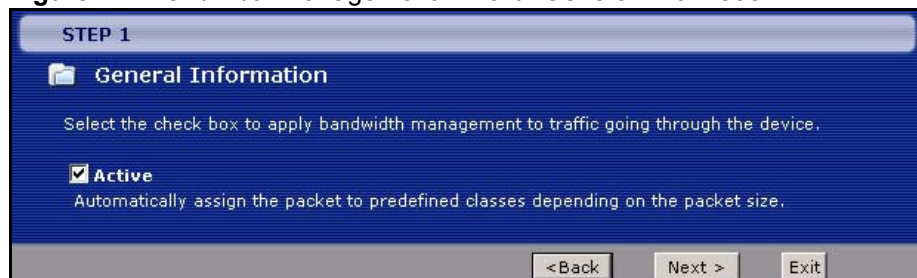 STEP 1
General Information
Select the check box to apply bandwidth management to traffic going through the device.
Active
Automatically assign the packet to predefined classes depending on the packet size.
<Back Next > Exit